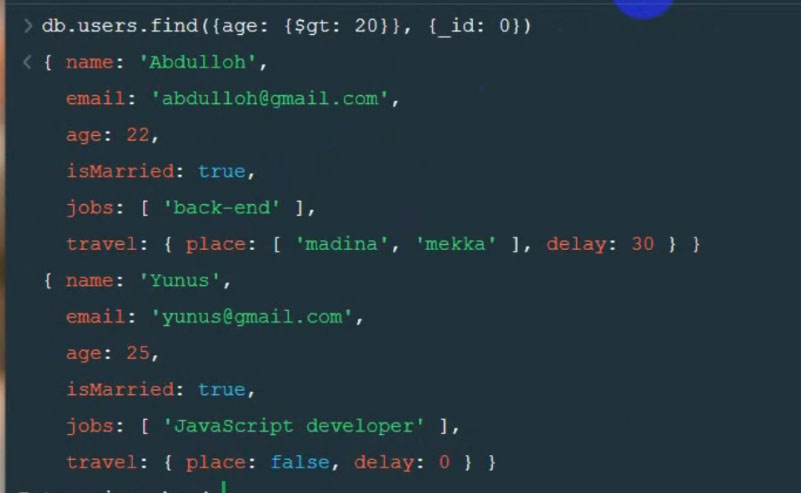 > db.users.find({age: {$gt: 20}}, {_id: 0})
< { name: 'Abdulloh',
email: 'abdulloh@gmail.com',
age: 22,
isMarried: true,
jobs: [ 'back-end' ],
travel: { place: [ 'madina', 'mekka' ], delay: 30 } }
{ name: 'Yunus',
email: 'yunus@gmail.com',
age: 25,
isMarried: true,
jobs: [ 'JavaScript developer' ],
travel: { place: false, delay: 0 } }